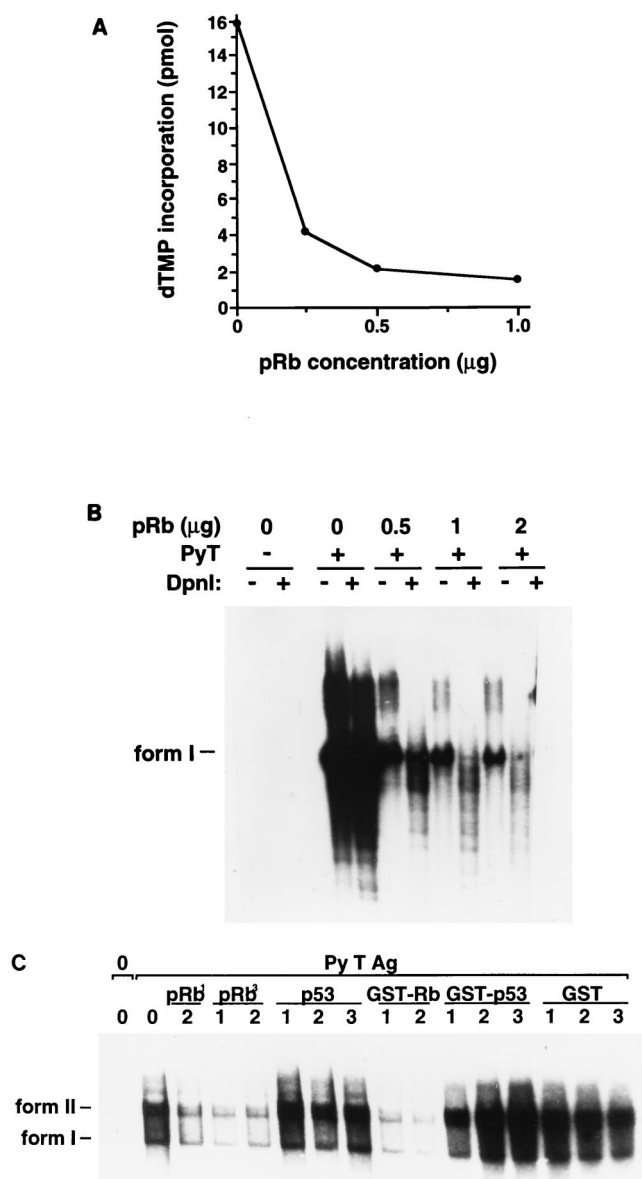 A
dTMP incorporation (pmol)
16
14
12
10
8
6
4
2
0
0 0.5 1.0
pRb concentration (μg)
B
pRb (μg) 0 0 0.5 1 2
PyT - + + + +
DpnI: - + - + - + - + - +
form I –
C
0 Py T Ag
pRb¹ pRb³ p53 GST-Rb GST-p53 GST
0 0 2 1 2 1 2 3 1 2 1 2 3 1 2 3
form II –
form I –